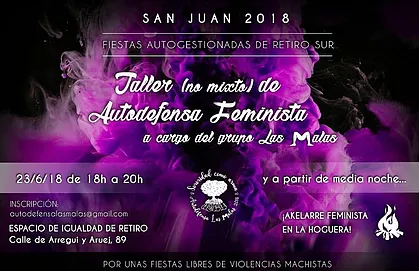 SAN JUAN 2018
FIESTAS AUTOGESTIONADAS DE RETIRO SUR
Taller (no mixto) de
Autodefensa Feminista
a cargo del grupo Las Malas
23/6/18 de 18h a 20h
y a partir de media noche...
INSCRIPCIÓN:
autodefensalasmalas@gmail.com
ESPACIO DE IGUALDAD DE RETIRO
Calle de Arregui y Aruej, 89
¡AKELARRE FEMINISTA
EN LA HOGUERA!
POR UNAS FIESTAS LIBRES DE VIOLENCIAS MACHISTAS